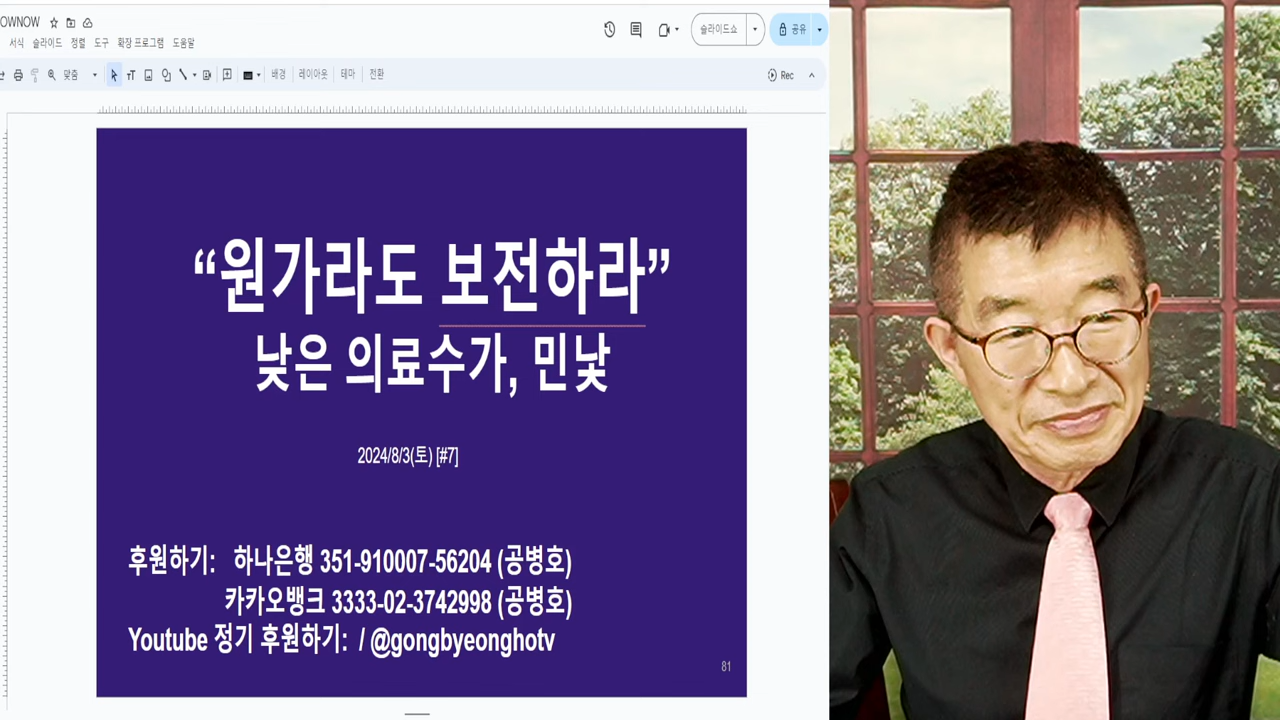 OWNOW
서식 슬라이드 정렬 도구 확장 프로그램 도움말
슬라이드쇼
공유
맞춤
배경 레이아웃 테마 전환
Rec
“원가라도 보전하라”
낮은 의료수가, 민낯
2024/8/3(토) [#7]
후원하기: 하나은행 351-910007-56204 (공병호)
카카오뱅크 3333-02-3742998 (공병호)
Youtube 정기 후원하기: / @gongbyeonghotv
81